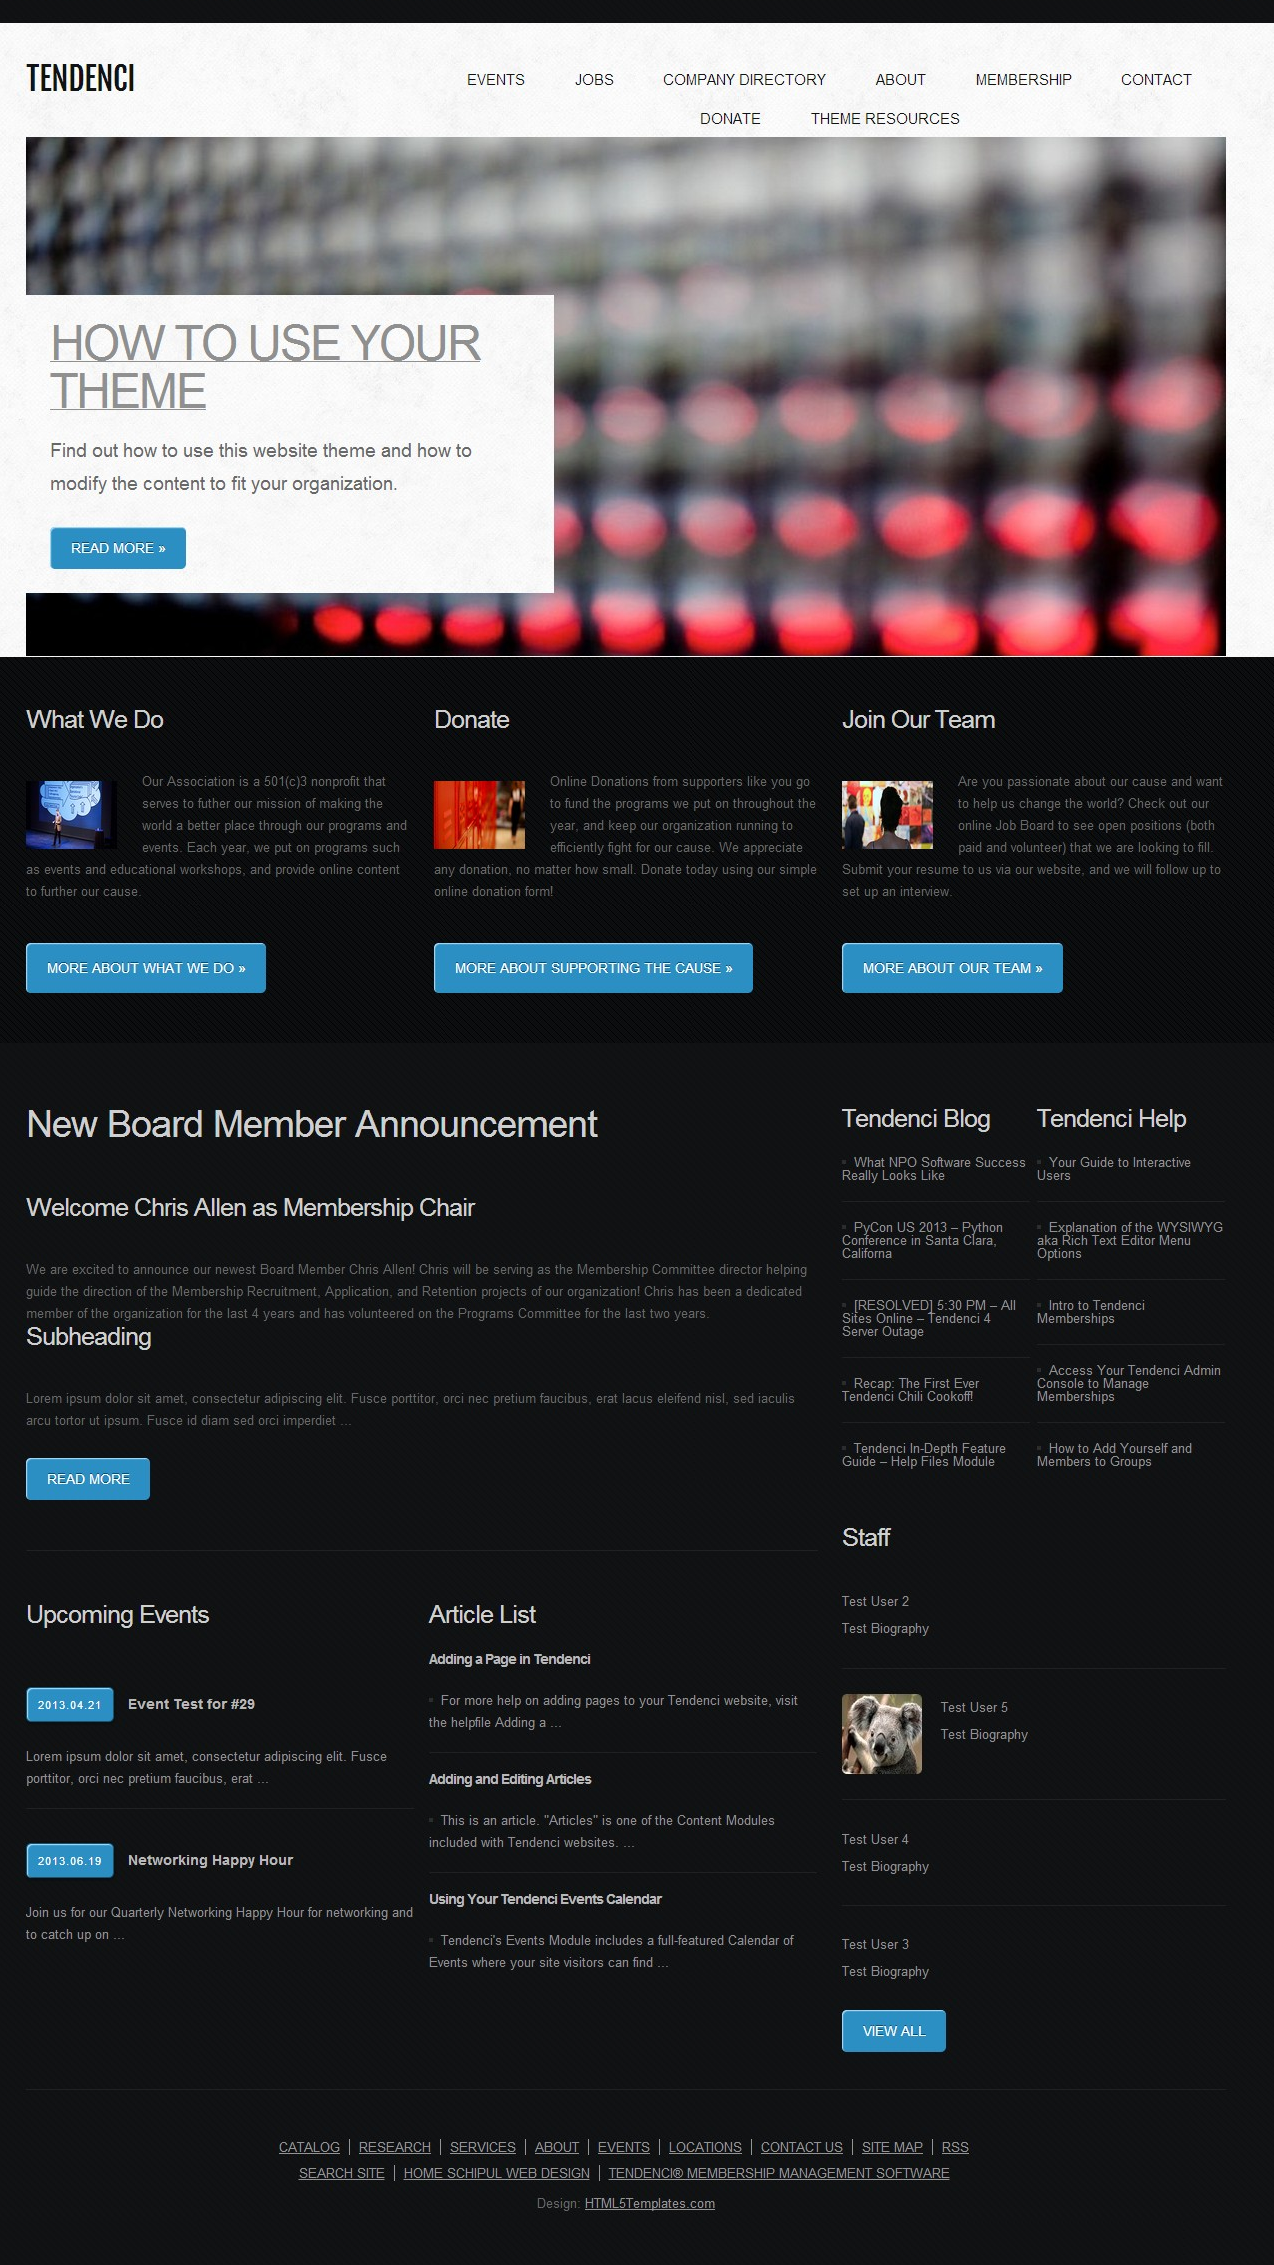 TENDENCI
EVENTS JOBS COMPANY DIRECTORY ABOUT MEMBERSHIP CONTACT
DONATE THEME RESOURCES
HOW TO USE YOUR
THEME
Find out how to use this website theme and how to
modify the content to fit your organization.
READ MORE »
What We Do
Our Association is a 501(c)3 nonprofit that
serves to futher our mission of making the
world a better place through our programs and
events. Each year, we put on programs such
as events and educational workshops, and provide online content
to further our cause.
MORE ABOUT WHAT WE DO »
Donate
Online Donations from supporters like you go
to fund the programs we put on throughout the
year, and keep our organization running to
efficiently fight for our cause. We appreciate
any donation, no matter how small. Donate today using our simple
online donation form!
MORE ABOUT SUPPORTING THE CAUSE »
Join Our Team
Are you passionate about our cause and want
to help us change the world? Check out our
online Job Board to see open positions (both
paid and volunteer) that we are looking to fill.
Submit your resume to us via our website, and we will follow up to
set up an interview.
MORE ABOUT OUR TEAM »
New Board Member Announcement
Welcome Chris Allen as Membership Chair
We are excited to announce our newest Board Member Chris Allen! Chris will be serving as the Membership Committee director helping
guide the direction of the Membership Recruitment, Application, and Retention projects of our organization! Chris has been a dedicated
member of the organization for the last 4 years and has volunteered on the Programs Committee for the last two years.
Subheading
Lorem ipsum dolor sit amet, consectetur adipiscing elit. Fusce porttitor, orci nec pretium faucibus, erat lacus eleifend nisl, sed iaculis
arcu tortor ut ipsum. Fusce id diam sed orci imperdiet ...
READ MORE
Upcoming Events
2013.04.21 Event Test for #29
Lorem ipsum dolor sit amet, consectetur adipiscing elit. Fusce
porttitor, orci nec pretium faucibus, erat ...
2013.06.19 Networking Happy Hour
Join us for our Quarterly Networking Happy Hour for networking and
to catch up on ...
Article List
Adding a Page in Tendenci
For more help on adding pages to your Tendenci website, visit
the helpfile Adding a ...
Adding and Editing Articles
This is an article. "Articles" is one of the Content Modules
included with Tendenci websites. ...
Using Your Tendenci Events Calendar
Tendenci's Events Module includes a full-featured Calendar of
Events where your site visitors can find ...
Tendenci Blog
What NPO Software Success
Really Looks Like
PyCon US 2013 – Python
Conference in Santa Clara,
Californa
[RESOLVED] 5:30 PM – All
Sites Online – Tendenci 4
Server Outage
Recap: The First Ever
Tendenci Chili Cookoff!
Tendenci In-Depth Feature
Guide – Help Files Module
Tendenci Help
Your Guide to Interactive
Users
Explanation of the WYSIWYG
aka Rich Text Editor Menu
Options
Intro to Tendenci
Memberships
Access Your Tendenci Admin
Console to Manage
Memberships
How to Add Yourself and
Members to Groups
Staff
Test User 2
Test Biography
Test User 5
Test Biography
Test User 4
Test Biography
Test User 3
Test Biography
VIEW ALL
CATALOG | RESEARCH | SERVICES | ABOUT | EVENTS | LOCATIONS | CONTACT US | SITE MAP | RSS
SEARCH SITE | HOME SCHIPUL WEB DESIGN | TENDENCI® MEMBERSHIP MANAGEMENT SOFTWARE
Design: HTML5Templates.com